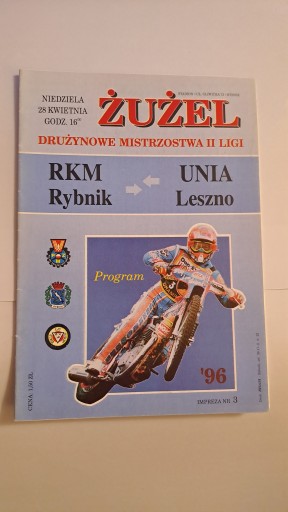 NIEDZIELA
28 KWIETNIA
GODZ. 16⁰⁰
ŻUŻEL
DRUŻYNOWE MISTRZOSTWA II LIGI
RKM
Rybnik
UNIA
Leszno
Program
'96
CENA: 1,50 ZŁ
IMPREZA NR 3